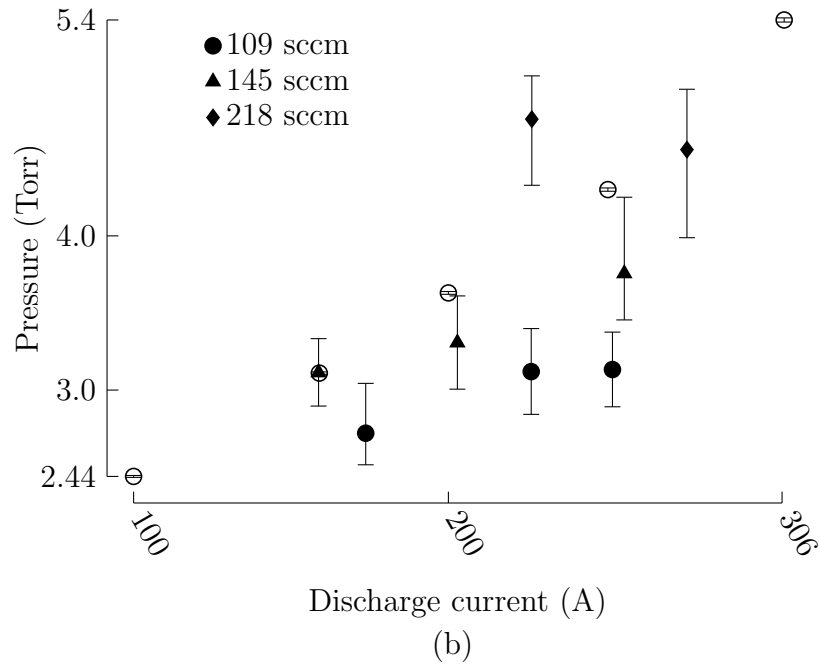 5.4
109 sccm
145 sccm
218 sccm
4.0
3.0
2.44
Pressure (Torr)
100
200
306
Discharge current (A)
(b)